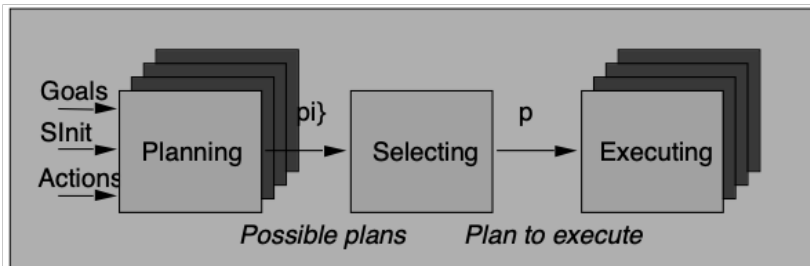 Goals
SInit
Actions
Planning
pi}
Selecting
p
Executing
Possible plans
Plan to execute